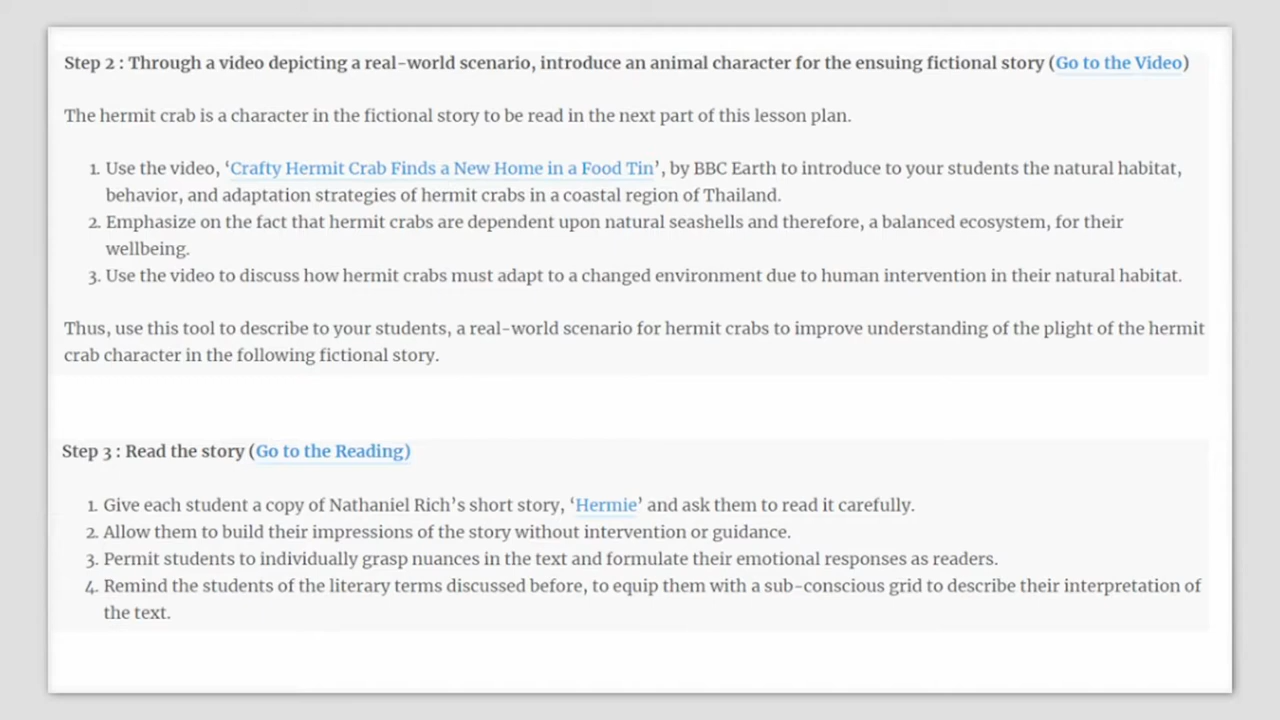 Step 2 : Through a video depicting a real-world scenario, introduce an animal character for the ensuing fictional story (Go to the Video)
The hermit crab is a character in the fictional story to be read in the next part of this lesson plan.
1. Use the video, ‘Crafty Hermit Crab Finds a New Home in a Food Tin’, by BBC Earth to introduce to your students the natural habitat,
behavior, and adaptation strategies of hermit crabs in a coastal region of Thailand.
2. Emphasize on the fact that hermit crabs are dependent upon natural seashells and therefore, a balanced ecosystem, for their
wellbeing.
3. Use the video to discuss how hermit crabs must adapt to a changed environment due to human intervention in their natural habitat.
Thus, use this tool to describe to your students, a real-world scenario for hermit crabs to improve understanding of the plight of the hermit
crab character in the following fictional story.
Step 3 : Read the story (Go to the Reading)
1. Give each student a copy of Nathaniel Rich’s short story, ‘Hermie’ and ask them to read it carefully.
2. Allow them to build their impressions of the story without intervention or guidance.
3. Permit students to individually grasp nuances in the text and formulate their emotional responses as readers.
4. Remind the students of the literary terms discussed before, to equip them with a sub-conscious grid to describe their interpretation of
the text.